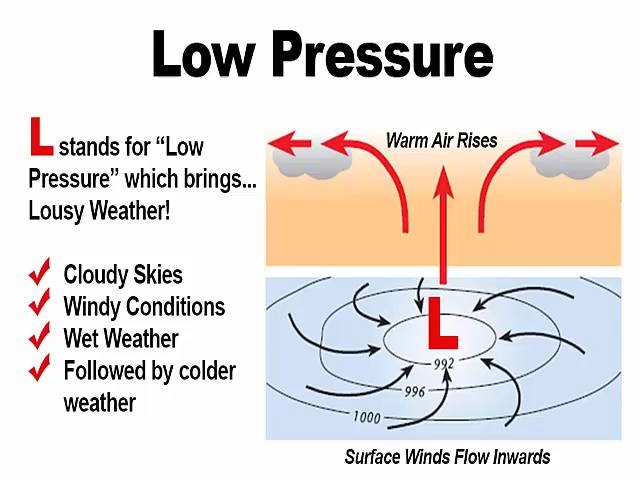 Low Pressure
L stands for “Low
Pressure” which brings...
Lousy Weather!
Cloudy Skies
Windy Conditions
Wet Weather
Followed by colder
weather
Warm Air Rises
L
992
996
1000
Surface Winds Flow Inwards